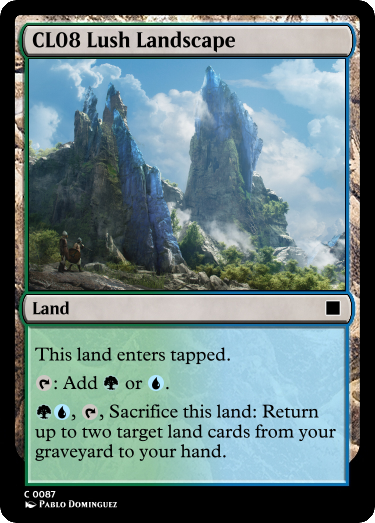 CL08 Lush Landscape
Land
This land enters tapped.
: Add or .
, , Sacrifice this land: Return
up to two target land cards from your
graveyard to your hand.
C 0087
Pablo Dominguez